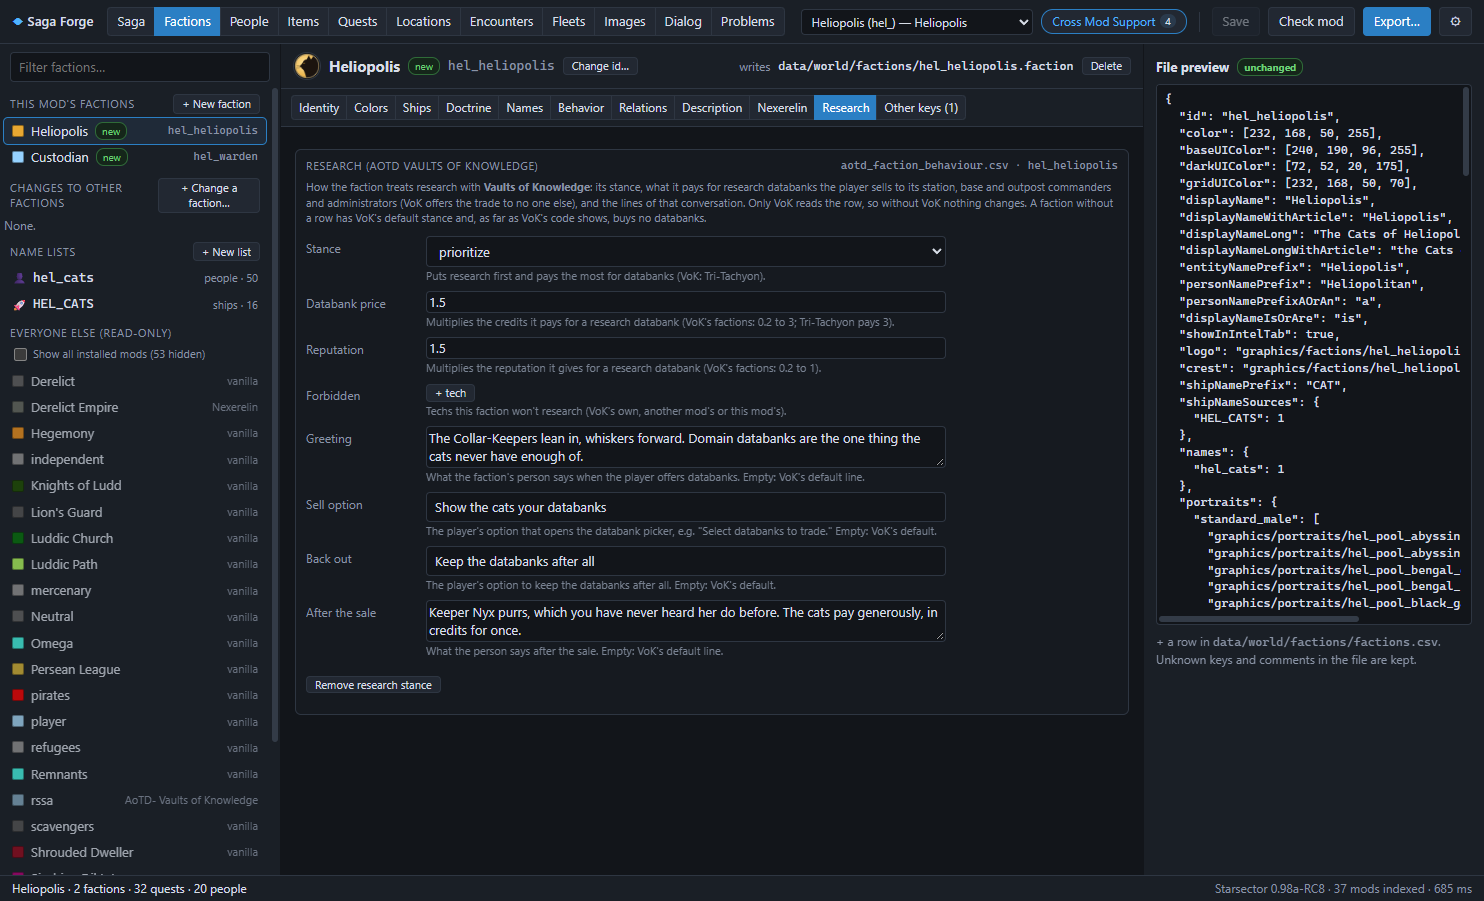 Saga Forge
Saga Factions People Items Quests Locations Encounters Fleets Images Dialog Problems
Heliopolis (hel_) — Heliopolis
Cross Mod Support 4
Save Check mod Export...
Filter factions...
THIS MOD'S FACTIONS + New faction
Heliopolis new hel_heliopolis
Custodian new hel_warden
CHANGES TO OTHER FACTIONS + Change a faction...
None.
NAME LISTS + New list
hel_cats people · 50
HEL_CATS ships · 16
EVERYONE ELSE (READ-ONLY)
Show all installed mods (53 hidden)
Derelict vanilla
Derelict Empire Nexerelin
Hegemony vanilla
independent vanilla
Knights of Ludd vanilla
Lion's Guard vanilla
Luddic Church vanilla
Luddic Path vanilla
mercenary vanilla
Neutral vanilla
Omega vanilla
Persean League vanilla
pirates vanilla
player vanilla
refugees vanilla
Remnants vanilla
rssa AoTD- Vaults of Knowledge
scavengers vanilla
Shrouded Dweller vanilla
Heliopolis new hel_heliopolis Change id...
writes data/world/factions/hel_heliopolis.faction Delete
Identity Colors Ships Doctrine Names Behavior Relations Description Nexerelin Research Other keys (1)
RESEARCH (AOTD VAULTS OF KNOWLEDGE) aotd_faction_behaviour.csv · hel_heliopolis
How the faction treats research with Vaults of Knowledge: its stance, what it pays for research databanks the player sells to its station, base and outpost commanders
and administrators (VoK offers the trade to no one else), and the lines of that conversation. Only VoK reads the row, so without VoK nothing changes. A faction without
a row has VoK's default stance and, as far as VoK's code shows, buys no databanks.
Stance
prioritize
Puts research first and pays the most for databanks (VoK: Tri-Tachyon).
Databank price
1.5
Multiplies the credits it pays for a research databank (VoK's factions: 0.2 to 3; Tri-Tachyon pays 3).
Reputation
1.5
Multiplies the reputation it gives for a research databank (VoK's factions: 0.2 to 1).
Forbidden
+ tech
Techs this faction won't research (VoK's own, another mod's or this mod's).
Greeting
The Collar-Keepers lean in, whiskers forward. Domain databanks are the one thing the
cats never have enough of.
What the faction's person says when the player offers databanks. Empty: VoK's default line.
Sell option
Show the cats your databanks
The player's option that opens the databank picker, e.g. "Select databanks to trade." Empty: VoK's default.
Back out
Keep the databanks after all
The player's option to keep the databanks after all. Empty: VoK's default.
After the sale
Keeper Nyx purrs, which you have never heard her do before. The cats pay generously, in
credits for once.
What the person says after the sale. Empty: VoK's default line.
Remove research stance
File preview unchanged
{
"id": "hel_heliopolis",
"color": [232, 168, 50, 255],
"baseUIColor": [240, 190, 96, 255],
"darkUIColor": [72, 52, 20, 175],
"gridUIColor": [232, 168, 50, 70],
"displayName": "Heliopolis",
"displayNameWithArticle": "Heliopolis",
"displayNameLong": "The Cats of Heliopol
"displayNameLongWithArticle": "the Cats
"entityNamePrefix": "Heliopolis",
"personNamePrefix": "Heliopolitan",
"personNamePrefixAOrAn": "a",
"displayNameIsOrAre": "is",
"showInIntelTab": true,
"logo": "graphics/factions/hel_heliopoli
"crest": "graphics/factions/hel_heliopol
"shipNamePrefix": "CAT",
"shipNameSources": {
"HEL_CATS": 1
},
"names": {
"hel_cats": 1
},
"portraits": {
"standard_male": [
"graphics/portraits/hel_pool_abyssin
"graphics/portraits/hel_pool_abyssin
"graphics/portraits/hel_pool_bengal_
"graphics/portraits/hel_pool_bengal_
"graphics/portraits/hel_pool_black_g
+ a row in data/world/factions/factions.csv.
Unknown keys and comments in the file are kept.
Heliopolis · 2 factions · 32 quests · 20 people
Starsector 0.98a-RC8 · 37 mods indexed · 685 ms